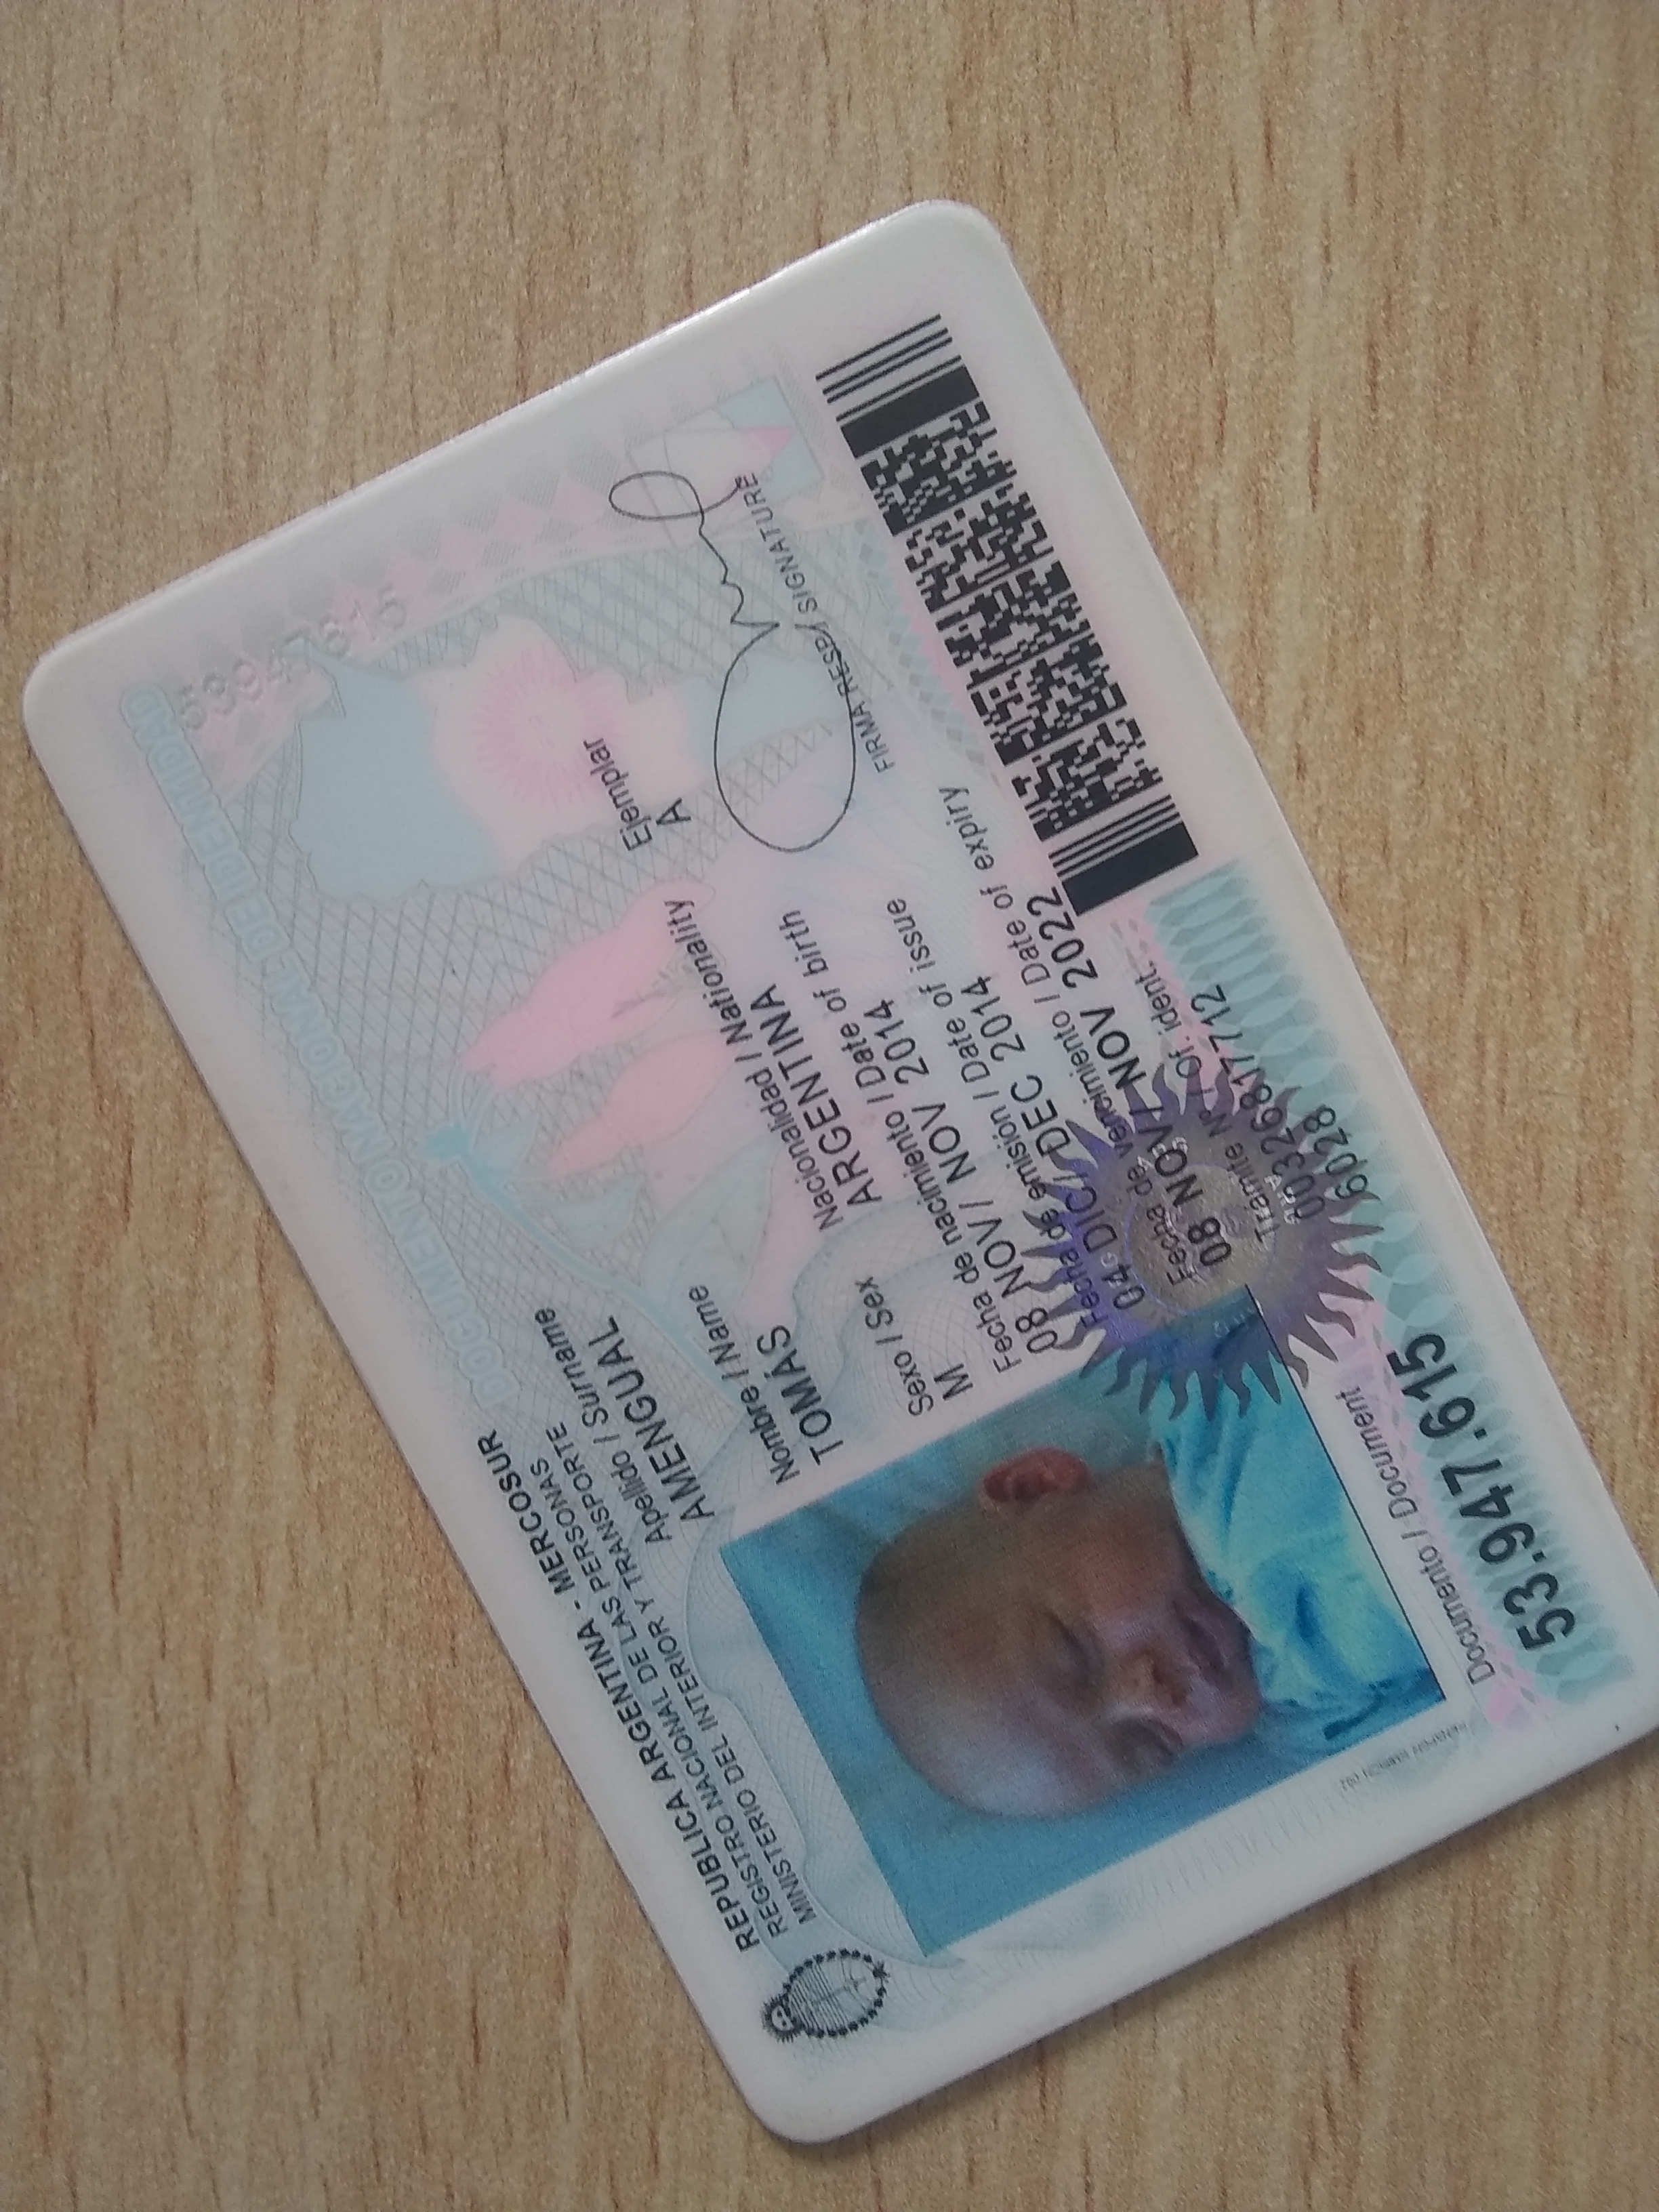 REPUBLICA ARGENTINA - MERCOSUR
REGISTRO NACIONAL DE LAS PERSONAS
MINISTERIO DEL INTERIOR Y TRANSPORTE
DOCUMENTO NACIONAL DE IDENTIDAD
53947615
Apellido / Surname
AMENGUAL
Nombre / Name
TOMÁS
Sexo / Sex
M
Nacionalidad / Nationality
ARGENTINA
Ejemplar
A
Fecha de nacimiento / Date of birth
08 NOV/ NOV 2014
Fecha de emisión / Date of issue
04 DIC/ DEC 2014
Fecha de vencimiento / Date of expiry
08 NOV/ NOV 2022
FIRMA RESP./ SIGNATURE
Trámite Nº / Of. ident.
Documento / Document
53.947.615